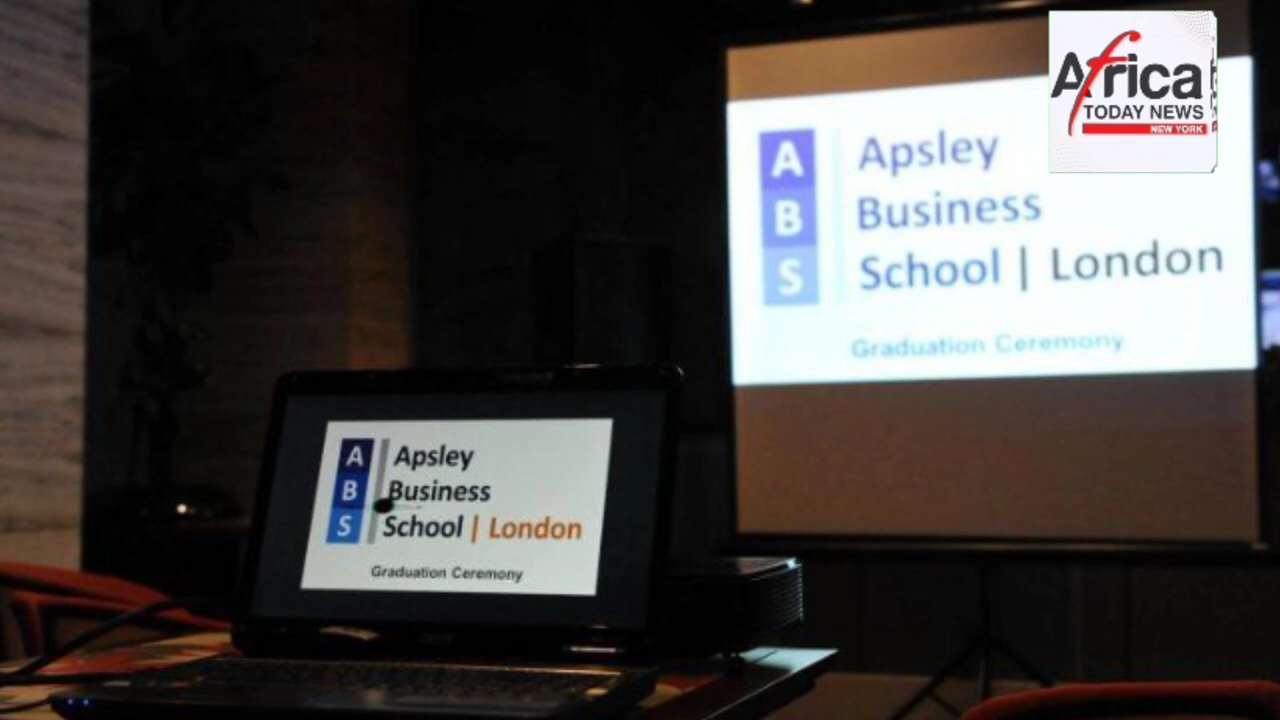 Africa
TODAY NEWS
NEW YORK
A
B
S
Apsley
Business
School | London
Graduation Ceremony
A
B
S
Apsley
Business
School | London
Graduation Ceremony